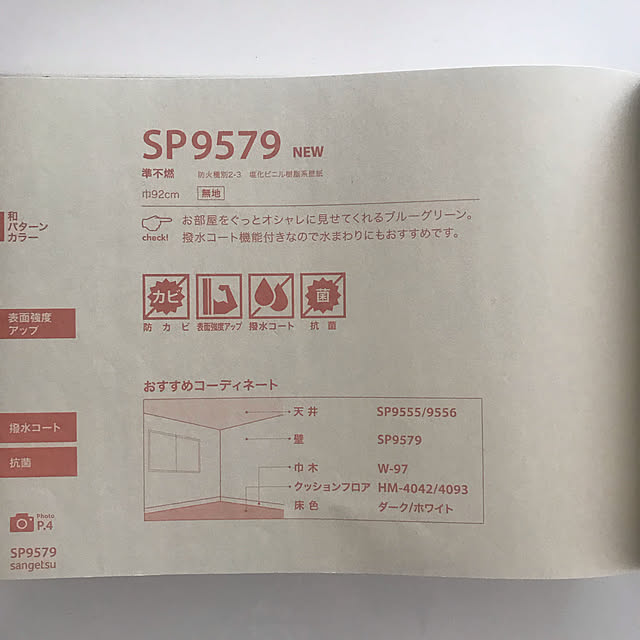 SP9579 NEW
準不燃 防火種別2-3 塩化ビニル樹脂系壁紙
巾92cm 無地
check! お部屋をぐっとオシャレに見せてくれるブルーグリーン。
撥水コート機能付きなので水まわりにもおすすめです。
和
パターン
カラー
カビ 菌
防カビ 表面強度アップ 撥水コート 抗菌
表面強度
アップ
おすすめコーディネート
天井 SP9555/9556
壁 SP9579
巾木 W-97
クッションフロア HM-4042/4093
床色 ダーク/ホワイト
撥水コート
抗菌
Photo
P.4
SP9579
sangetsu